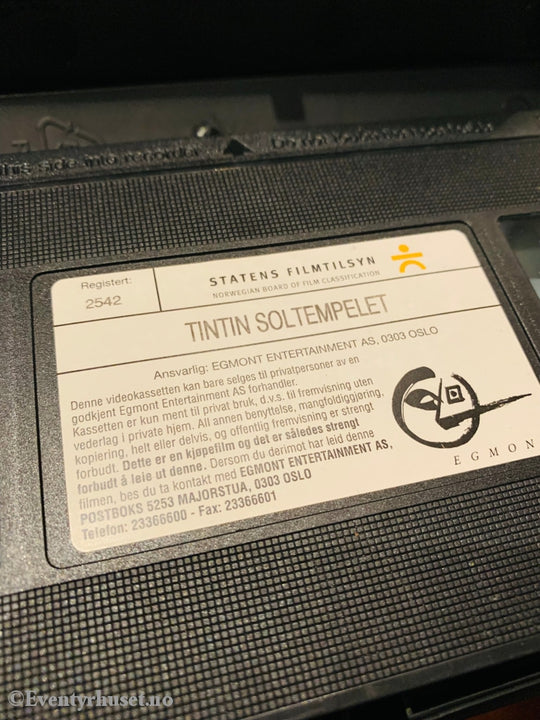 This side into recorder
Registert:
2542
STATENS FILMTILSYN
NORWEGIAN BOARD OF FILM CLASSIFICATION
TINTIN SOLTEMPELET
Ansvarlig: EGMONT ENTERTAINMENT AS, 0303 OSLO
Denne videokassetten kan bare selges til privatpersoner av en
godkjent Egmont Entertainment AS forhandler.
Kassetten er kun ment til privat bruk, d.v.s. til fremvisning uten
vederlag i private hjem. All annen benyttelse, mangfoldiggjøring,
kopiering, helt eller delvis, og offentlig fremvisning er strengt
forbudt. Dette er en kjøpefilm og det er således strengt
forbudt å leie ut denne. Dersom du derimot har leid denne
filmen, bes du ta kontakt med EGMONT ENTERTAINMENT AS,
POSTBOKS 5253 MAJORSTUA, 0303 OSLO
Telefon: 23366600 - Fax: 23366601
EGMON
©Eventyrhuset.no